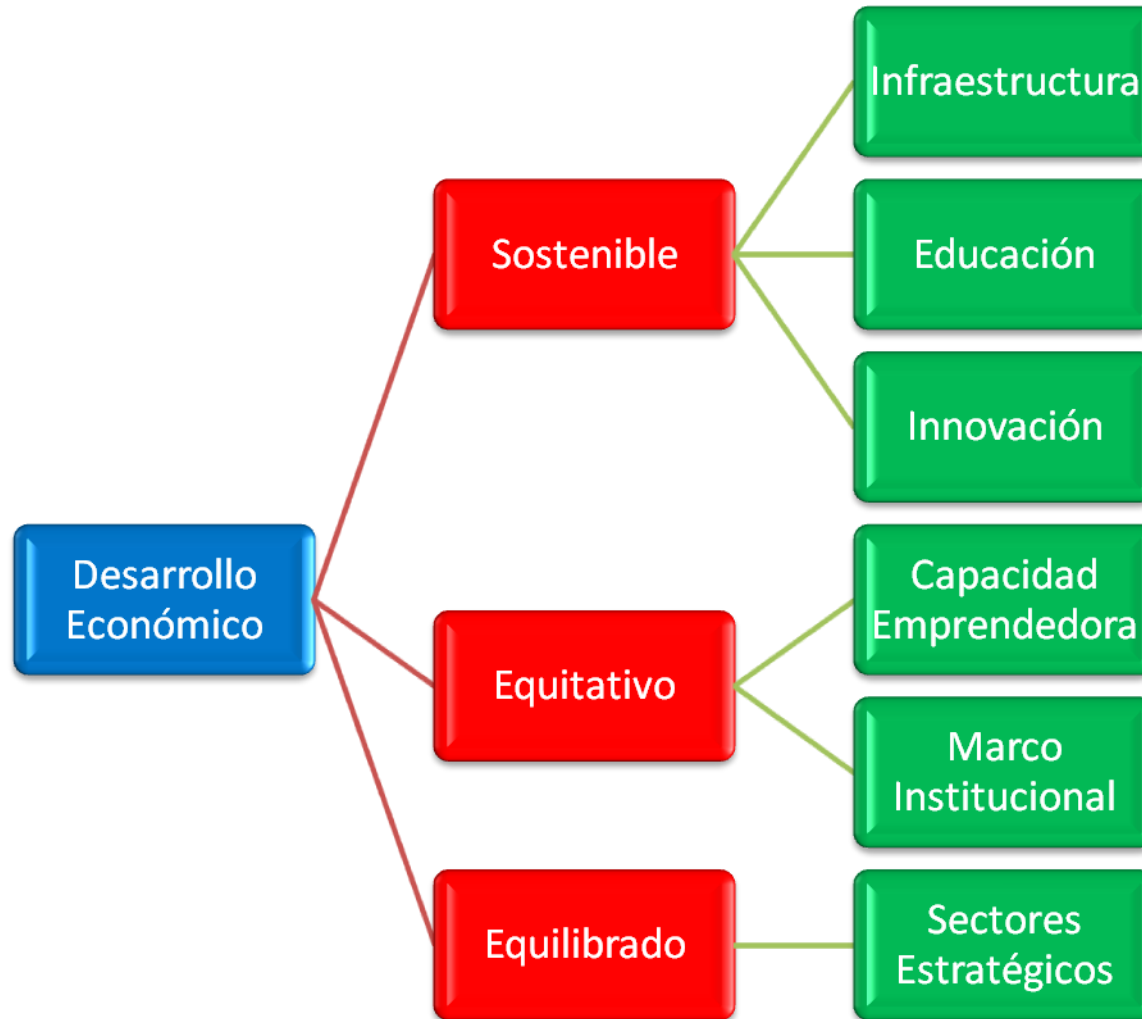 Infraestructura
Sostenible
Educación
Innovación
Desarrollo
Económico
Capacidad
Emprendedora
Equitativo
Marco
Institucional
Equilibrado
Sectores
Estratégicos